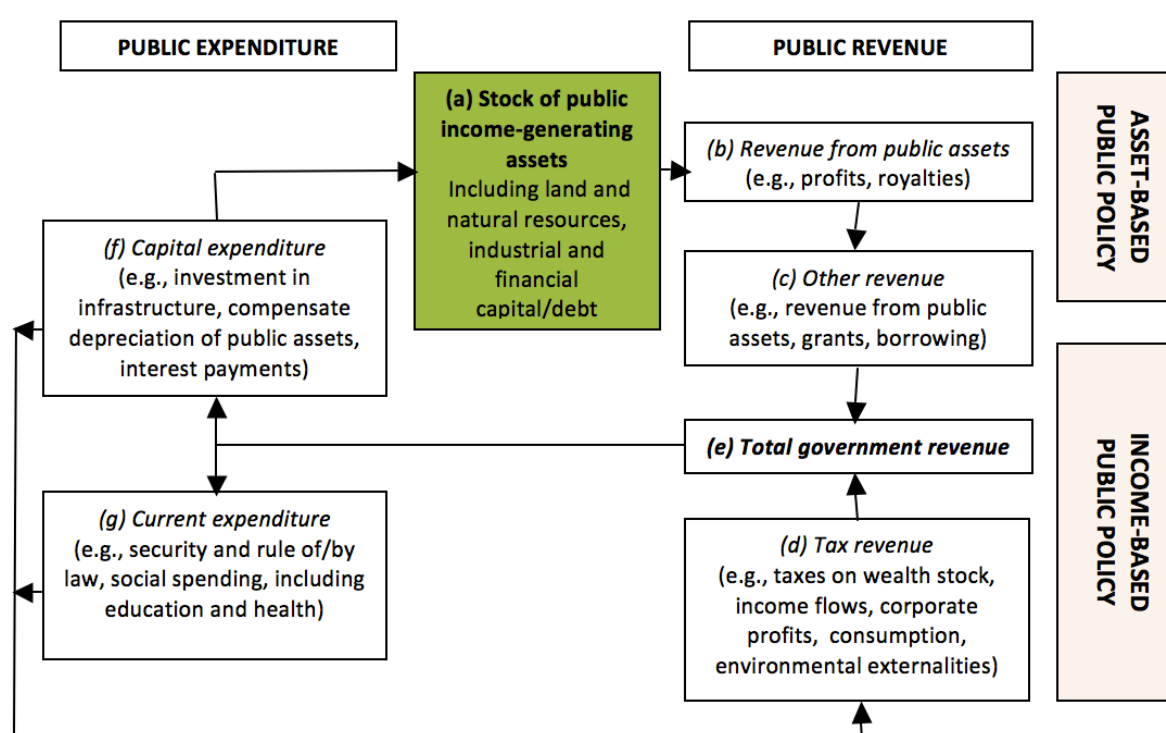 PUBLIC EXPENDITURE
PUBLIC REVENUE
(a) Stock of public
income-generating
assets
Including land and
natural resources,
industrial and
financial
capital/debt
(b) Revenue from public assets
(e.g., profits, royalties)
ASSET-BASED
PUBLIC POLICY
(f) Capital expenditure
(e.g., investment in
infrastructure, compensate
depreciation of public assets,
interest payments)
(c) Other revenue
(e.g., revenue from public
assets, grants, borrowing)
(e) Total government revenue
INCOME-BASED
PUBLIC POLICY
(g) Current expenditure
(e.g., security and rule of/by
law, social spending, including
education and health)
(d) Tax revenue
(e.g., taxes on wealth stock,
income flows, corporate
profits, consumption,
environmental externalities)